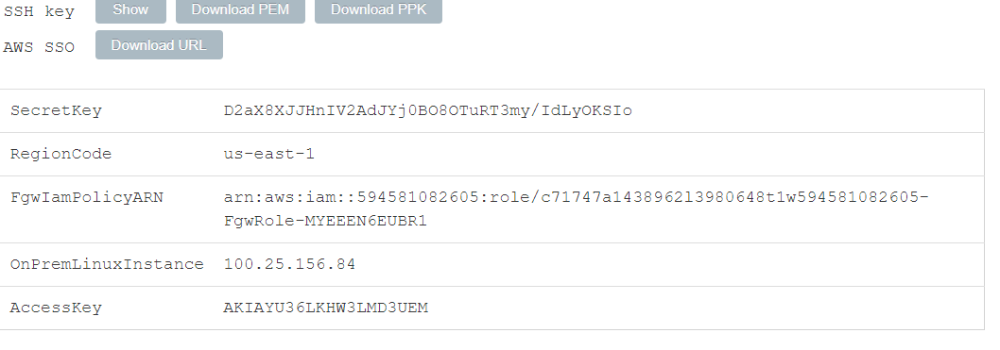 SSH key Show Download PEM Download PPK
AWS SSO Download URL
SecretKey D2aX8XJJHnIV2AdJYj0BO8OTuRT3my/IdLyOKSIo
RegionCode us-east-1
FgwIamPolicyARN arn:aws:iam::594581082605:role/c71747a1438962l3980648t1w594581082605-
FgwRole-MYEEEN6EUBR1
OnPremLinuxInstance 100.25.156.84
AccessKey AKIAYU36LKHW3LMD3UEM